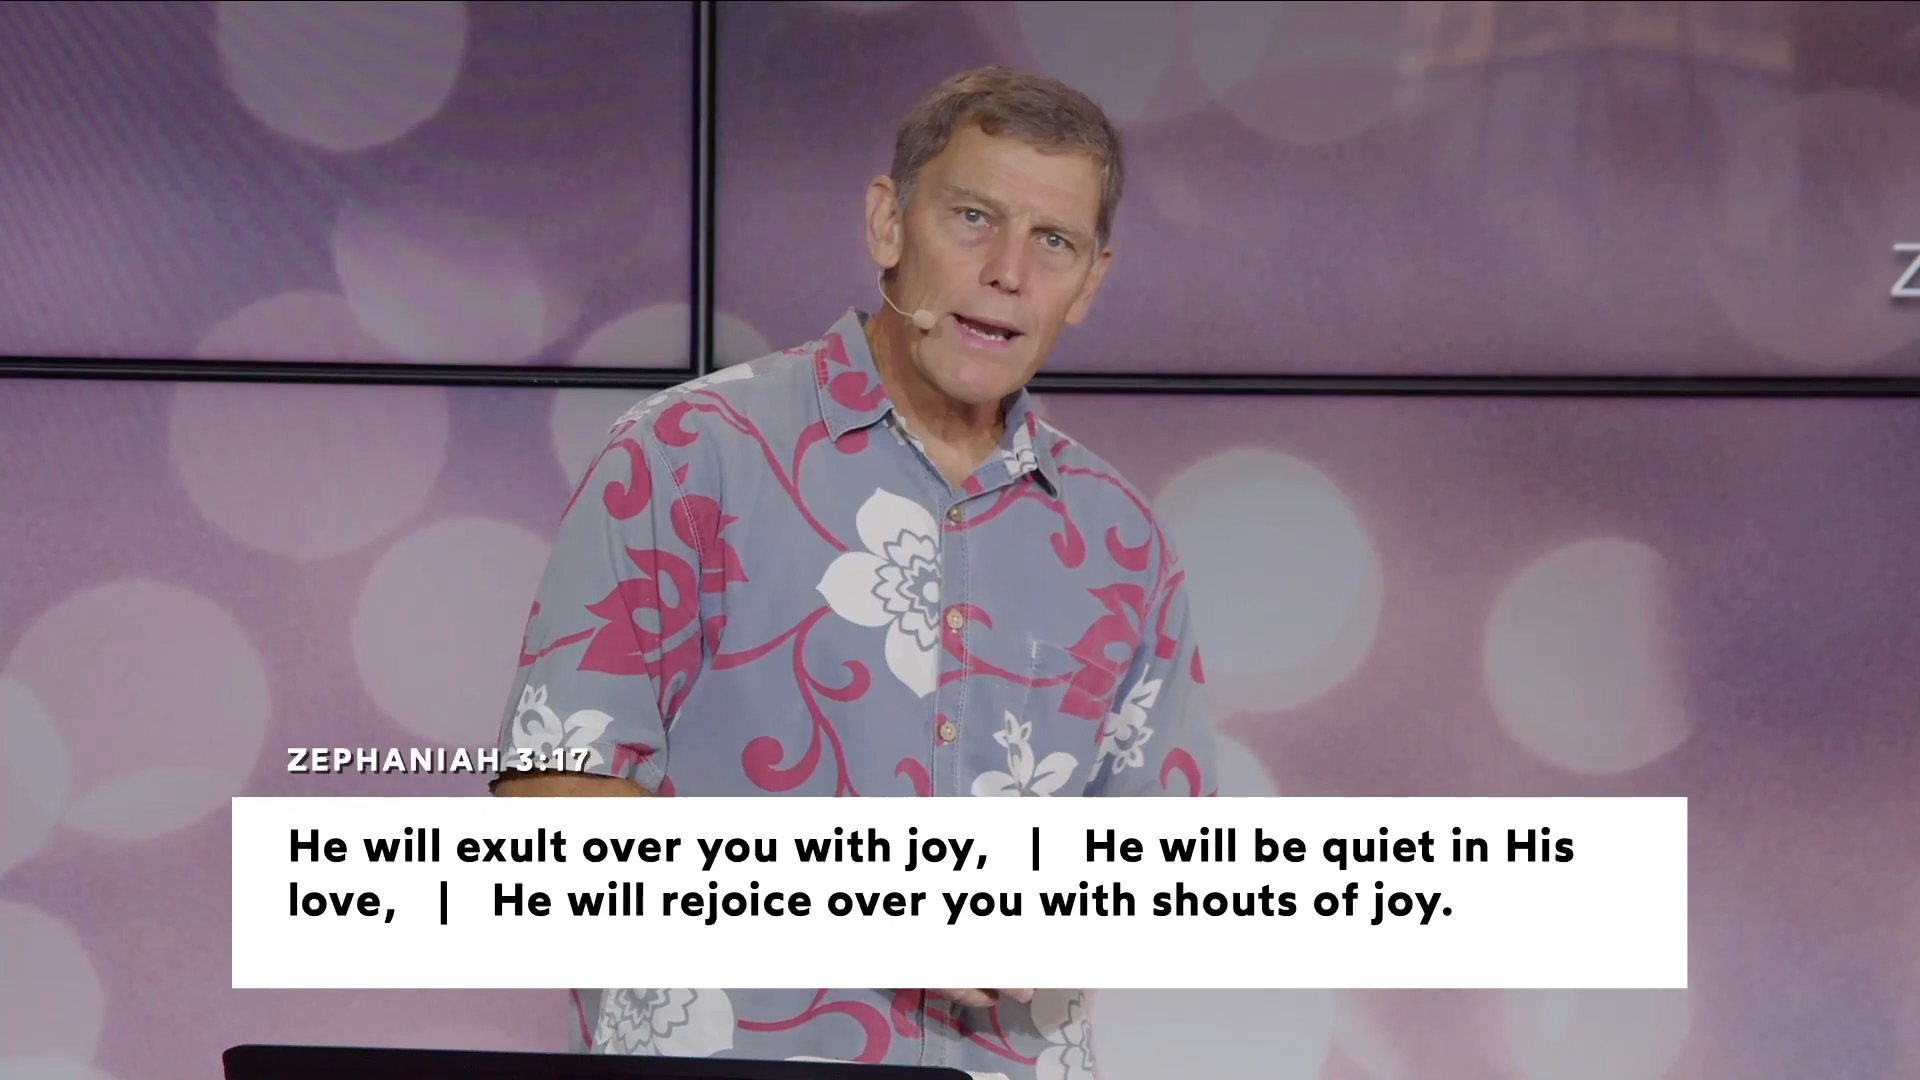 Z
ZEPHANIAH 3:17
He will exult over you with joy, | He will be quiet in His
love, | He will rejoice over you with shouts of joy.